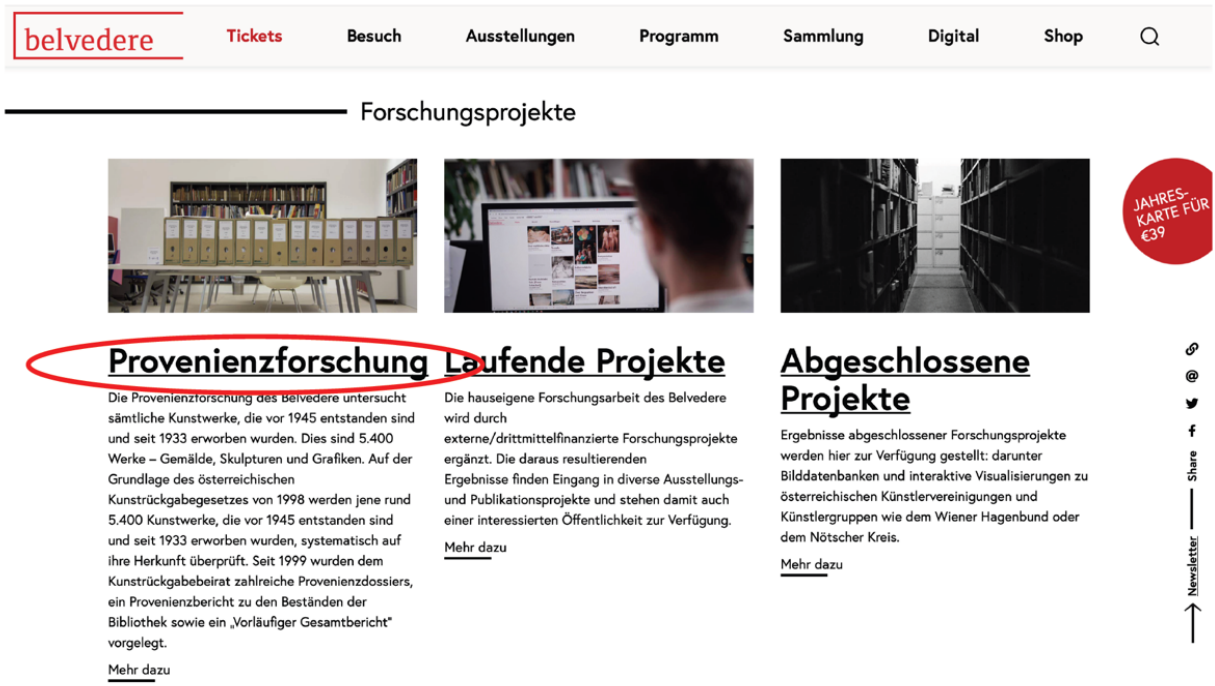 belvedere
Tickets
Besuch
Ausstellungen
Programm
Sammlung
Digital
Shop
Forschungsprojekte
JAHRES-
KARTE FÜR
€39
Provenienzforschung
Die Provenienzforschung des Belvedere untersucht
sämtliche Kunstwerke, die vor 1945 entstanden sind
und seit 1933 erworben wurden. Dies sind 5.400
Werke – Gemälde, Skulpturen und Grafiken. Auf der
Grundlage des österreichischen
Kunstrückgabegesetzes von 1998 werden jene rund
5.400 Kunstwerke, die vor 1945 entstanden sind
und seit 1933 erworben wurden, systematisch auf
ihre Herkunft überprüft. Seit 1999 wurden dem
Kunstrückgabebeirat zahlreiche Provenienzdossiers,
ein Provenienzbericht zu den Beständen der
Bibliothek sowie ein „Vorläufiger Gesamtbericht“
vorgelegt.
Mehr dazu
Laufende Projekte
Die hauseigene Forschungsarbeit des Belvedere
wird durch
externe/drittmittelfinanzierte Forschungsprojekte
ergänzt. Die daraus resultierenden
Ergebnisse finden Eingang in diverse Ausstellungs-
und Publikationsprojekte und stehen damit auch
einer interessierten Öffentlichkeit zur Verfügung.
Mehr dazu
Abgeschlossene
Projekte
Ergebnisse abgeschlossener Forschungsprojekte
werden hier zur Verfügung gestellt: darunter
Bilddatenbanken und interaktive Visualisierungen zu
österreichischen Künstlervereinigungen und
Künstlergruppen wie dem Wiener Hagenbund oder
dem Nötscher Kreis.
Mehr dazu
Share
Newsletter